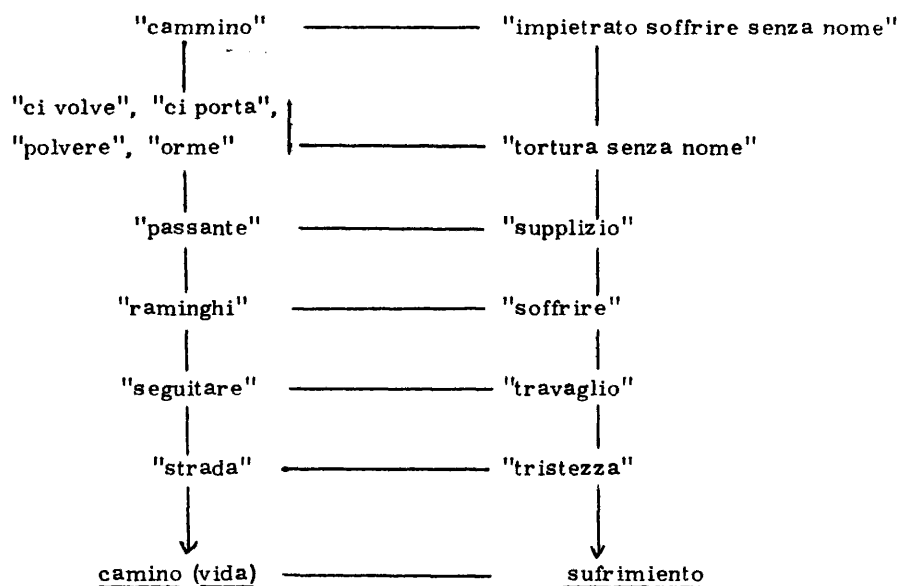 "cammino" "impietrato soffrire senza nome"
"ci volve", "ci porta",
"polvere", "orme" "tortura senza nome"
"passante" "supplizio"
"raminghi" "soffrire"
"seguitare" "travaglio"
"strada" "tristezza"
camino (vida) sufrimiento